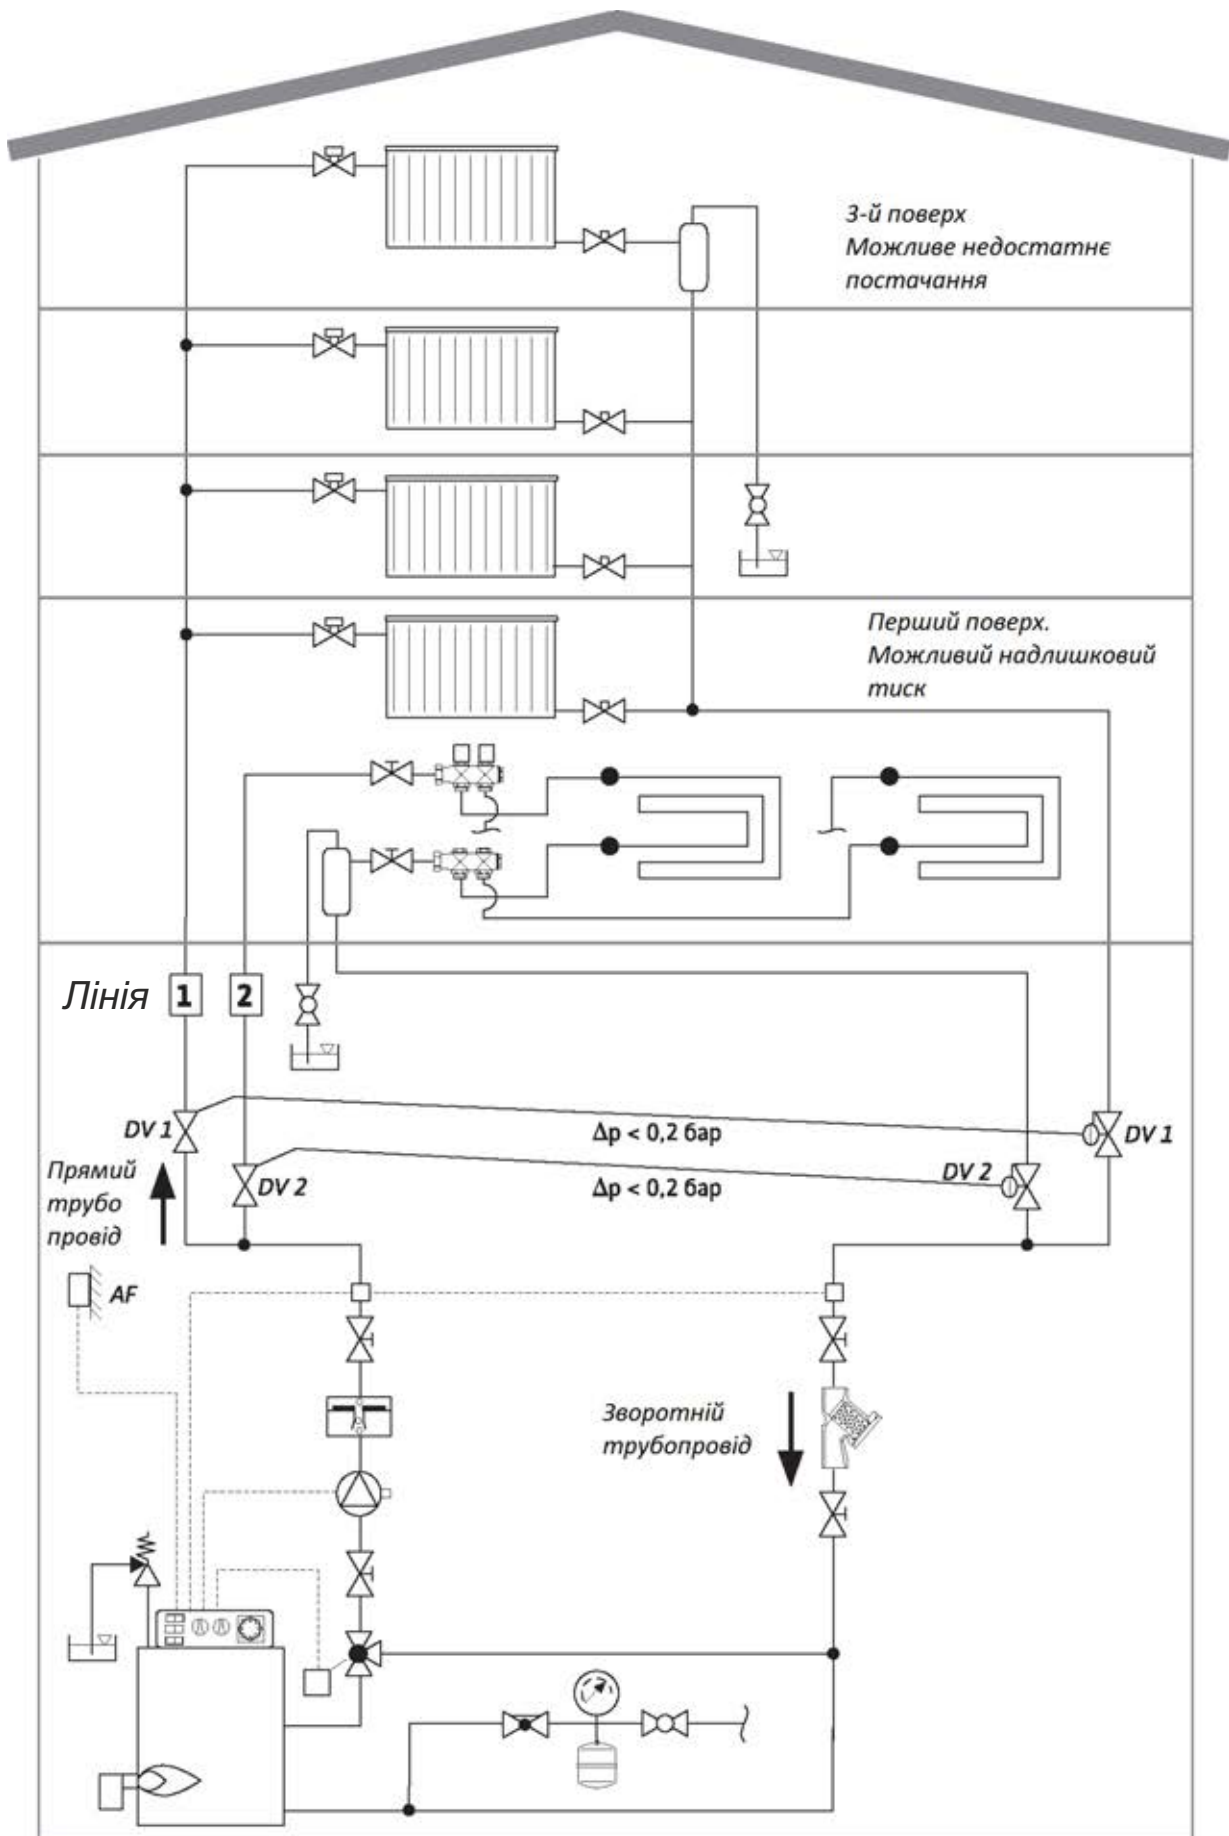 3-й поверх
Можливе недостатнє
постачання
Перший поверх.
Можливий надлишковий
тиск
Лінія 1 2
DV 1
Δp < 0,2 бар
DV 1
Прямий
трубо
провід
DV 2
Δp < 0,2 бар
DV 2
AF
Зворотній
трубопровід